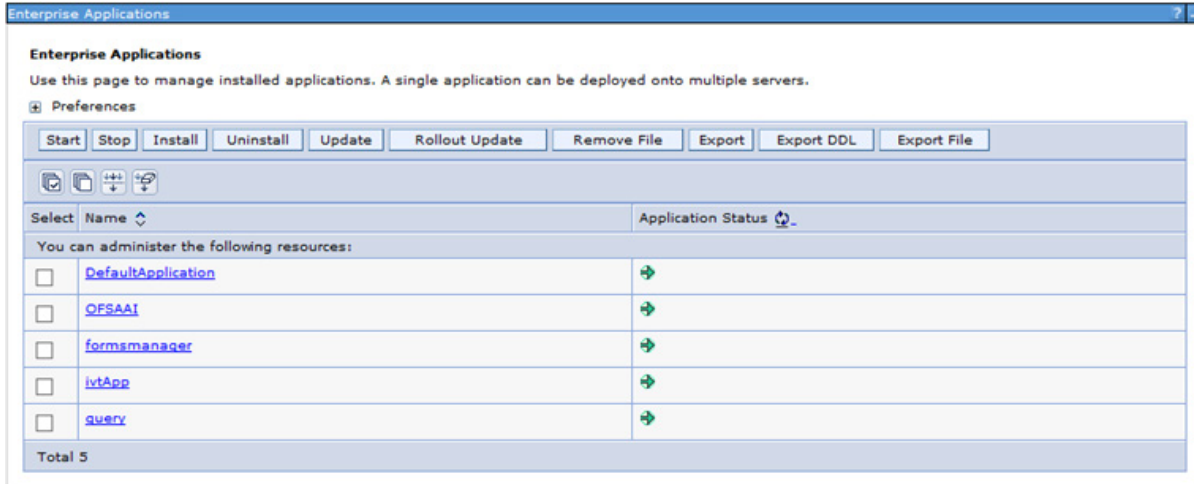 Enterprise Applications ? -
Enterprise Applications
Use this page to manage installed applications. A single application can be deployed onto multiple servers.
Preferences
Start Stop Install Uninstall Update Rollout Update Remove File Export Export DDL Export File
Select Name Application Status
You can administer the following resources:
DefaultApplication
OFSAAI
formsmanager
ivtApp
query
Total 5